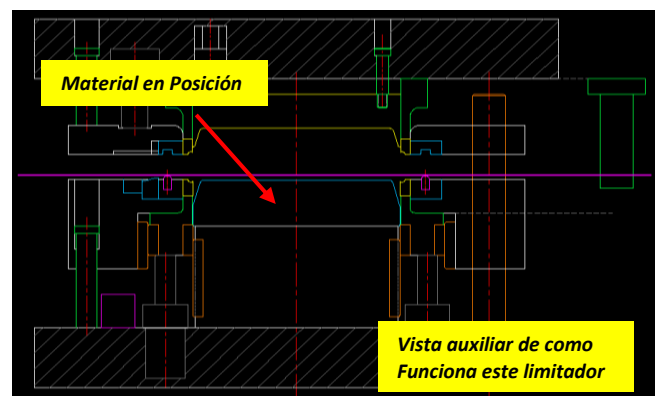 Material en Posición
Vista auxiliar de como
Funciona este limitador